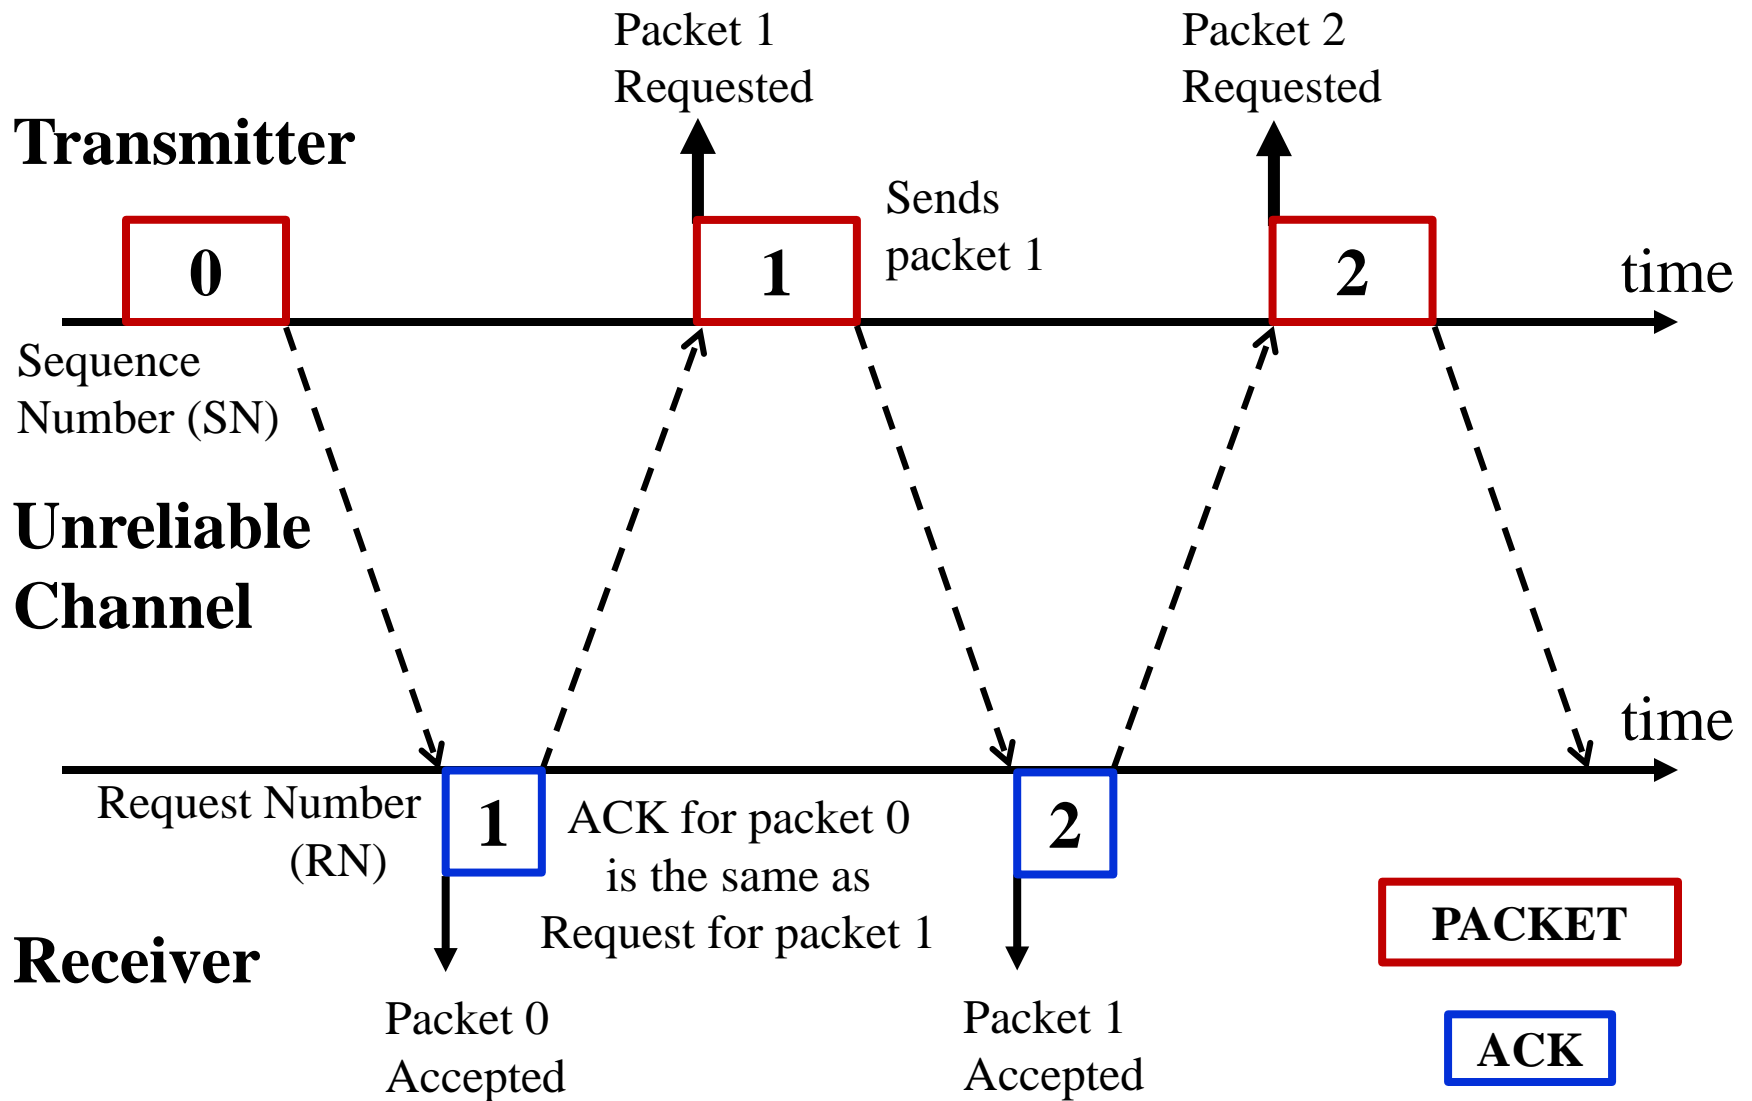 Packet 1
Requested
Packet 2
Requested
Transmitter
Sends
packet 1
0
1
2
time
Sequence
Number (SN)
Unreliable
Channel
time
Request Number
(RN)
1
ACK for packet 0
is the same as
Request for packet 1
2
PACKET
Receiver
Packet 0
Accepted
Packet 1
Accepted
ACK